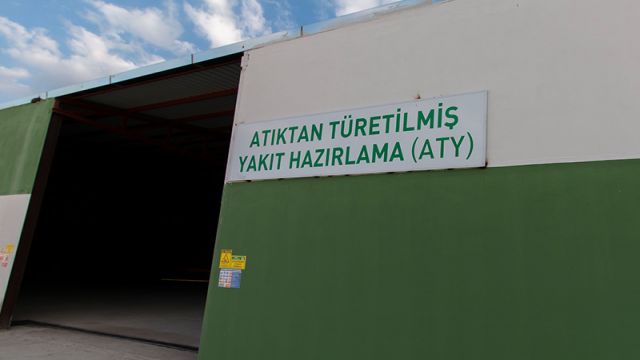 ATIKTAN TÜRETİLMİŞ
YAKIT HAZIRLAMA (ATY)